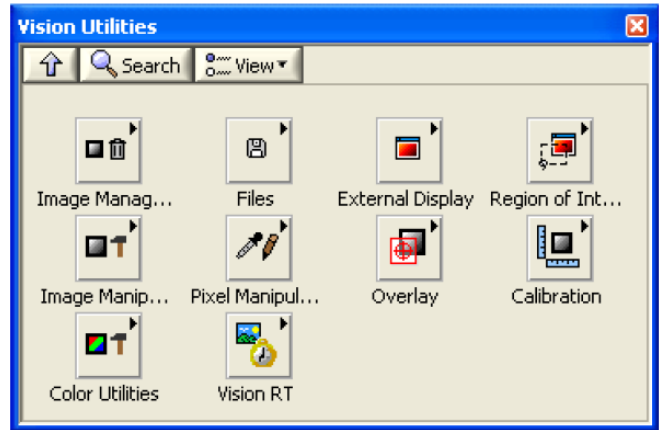 Vision Utilities
Search View
Image Manag... Files External Display Region of Int...
Image Manip... Pixel Manipul... Overlay Calibration
Color Utilities Vision RT